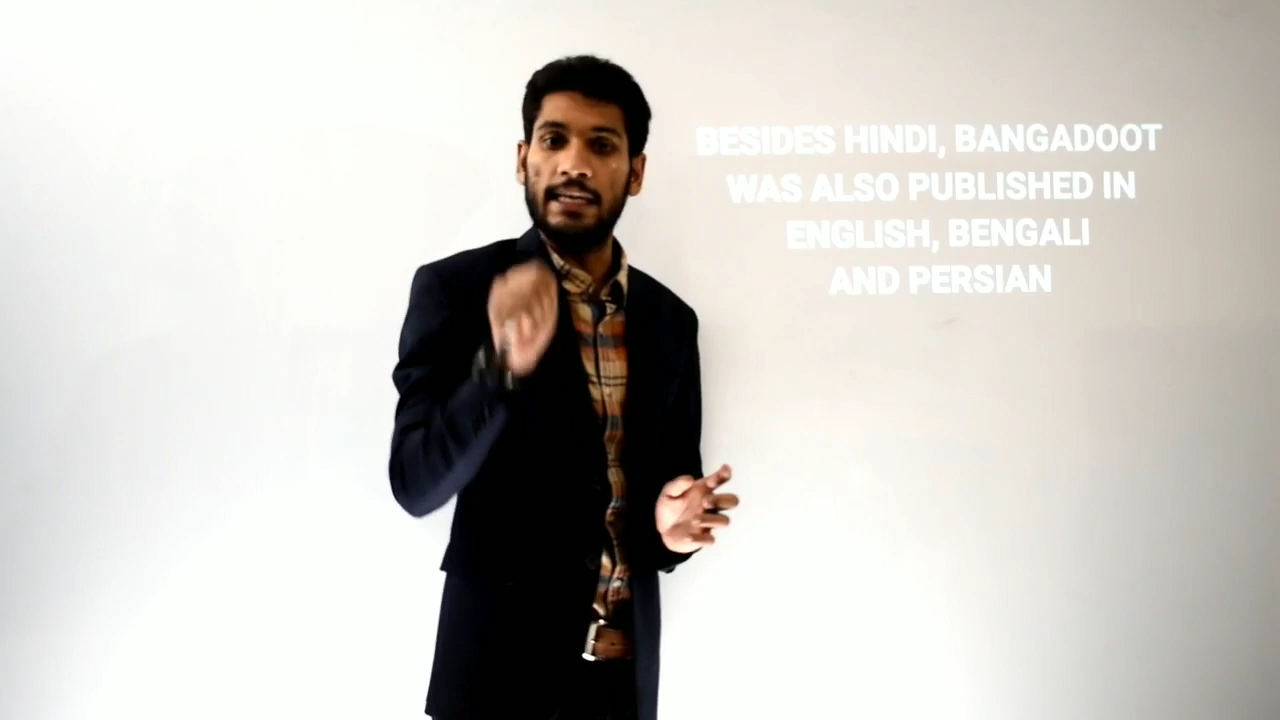 BESIDES HINDI, BANGADOOT
WAS ALSO PUBLISHED IN
ENGLISH, BENGALI
AND PERSIAN